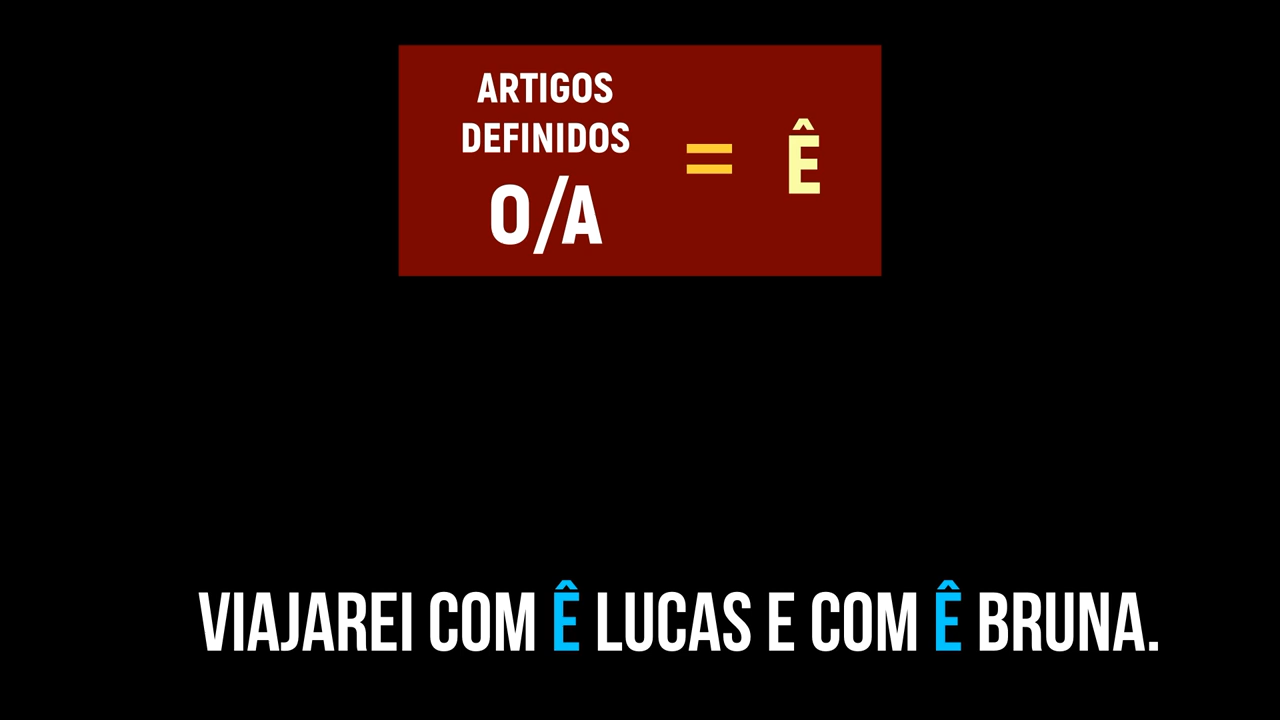 ARTIGOS
DEFINIDOS
O/A
= Ê
VIAJAREI COM Ê LUCAS E COM Ê BRUNA.